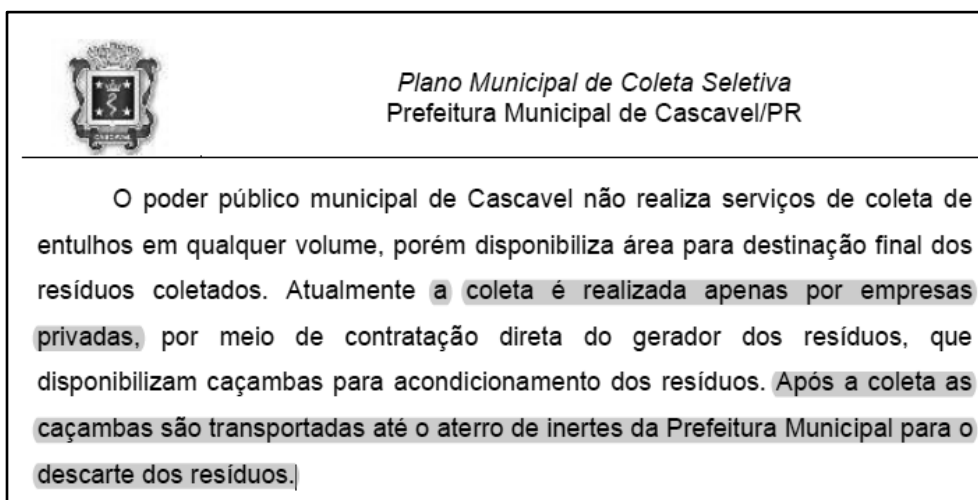 Plano Municipal de Coleta Seletiva
Prefeitura Municipal de Cascavel/PR
O poder público municipal de Cascavel não realiza serviços de coleta de
entulhos em qualquer volume, porém disponibiliza área para destinação final dos
resíduos coletados. Atualmente a coleta é realizada apenas por empresas
privadas, por meio de contratação direta do gerador dos resíduos, que
disponibilizam caçambas para acondicionamento dos resíduos. Após a coleta as
caçambas são transportadas até o aterro de inertes da Prefeitura Municipal para o
descarte dos resíduos.